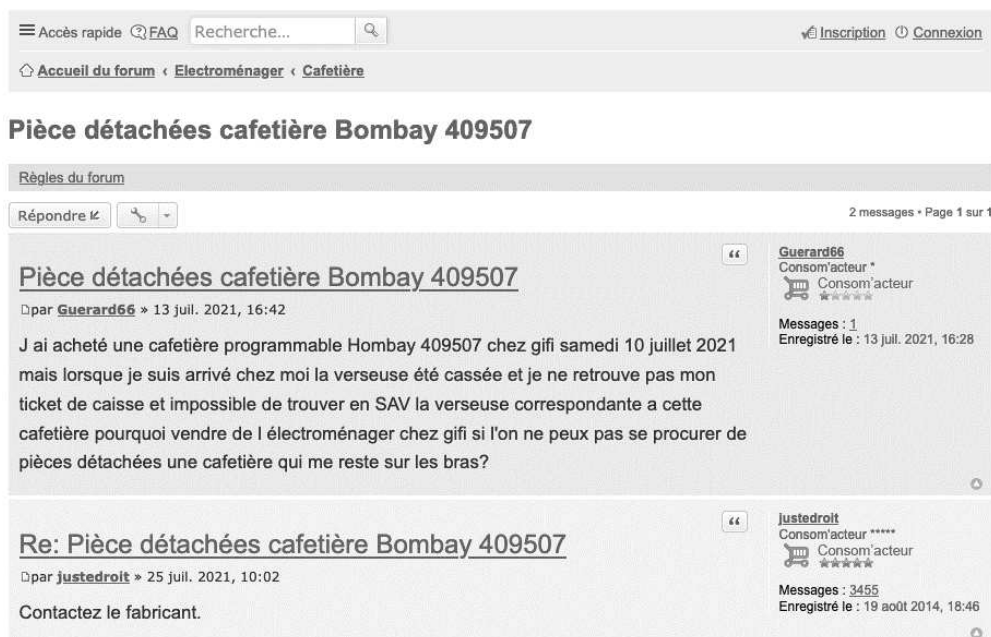 Accès rapide FAQ Recherche... Inscription Connexion
Accueil du forum ‹ Electroménager ‹ Cafetière
Pièce détachées cafetière Bombay 409507
Règles du forum
Répondre
2 messages • Page 1 sur 1
Pièce détachées cafetière Bombay 409507
par Guerard66 » 13 juil. 2021, 16:42
J ai acheté une cafetière programmable Hombay 409507 chez gifi samedi 10 juillet 2021
mais lorsque je suis arrivé chez moi la verseuse été cassée et je ne retrouve pas mon
ticket de caisse et impossible de trouver en SAV la verseuse correspondante a cette
cafetière pourquoi vendre de l électroménager chez gifi si l'on ne peux pas se procurer de
pièces détachées une cafetière qui me reste sur les bras?
Guerard66
Consom'acteur *
Consom'acteur
Messages : 1
Enregistré le : 13 juil. 2021, 16:28
Re: Pièce détachées cafetière Bombay 409507
par justedroit » 25 juil. 2021, 10:02
Contactez le fabricant.
justedroit
Consom'acteur *****
Consom'acteur
Messages : 3455
Enregistré le : 19 août 2014, 18:46